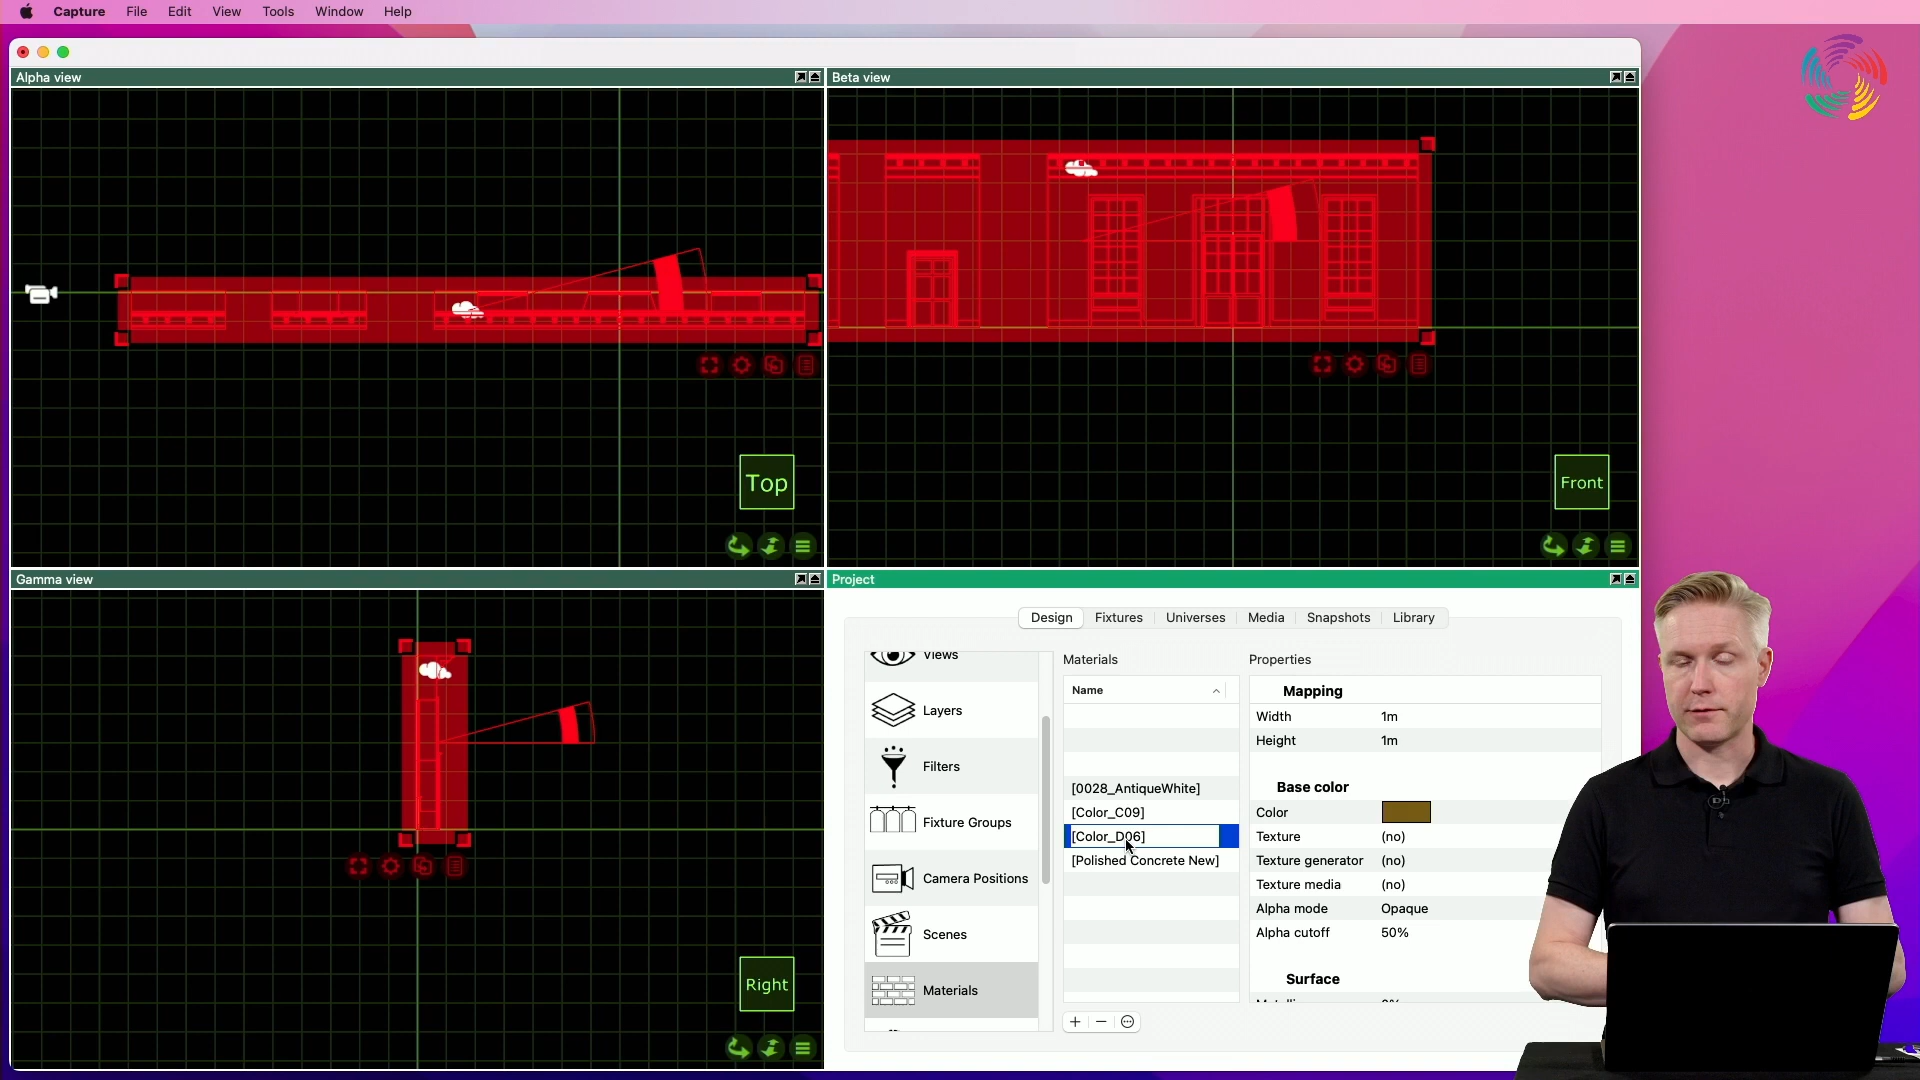 Capture File Edit View Tools Window Help
Alpha view
Beta view
Top
Front
Gamma view
Project
Right
Design Fixtures Universes Media Snapshots Library
Views
Layers
Filters
Fixture Groups
Camera Positions
Scenes
Materials
Materials
Name
[0028_AntiqueWhite]
[Color_C09]
[Color_D06]
[Polished Concrete New]
Properties
Mapping
Width 1m
Height 1m
Base color
Color
Texture (no)
Texture generator (no)
Texture media (no)
Alpha mode Opaque
Alpha cutoff 50%
Surface